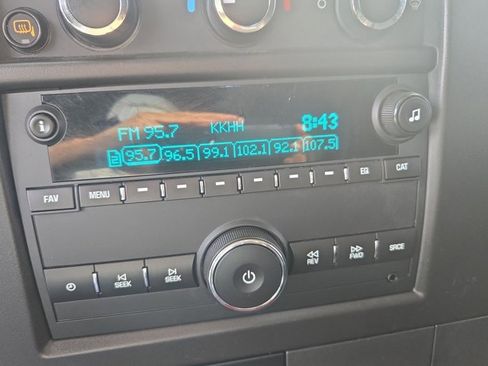 FM 95.7 KKHH 8:43
2 95.7 96.5 99.1 102.1 92.1 107.5
i
FAV MENU EQ CAT
SEEK SEEK REV FWD SRCE